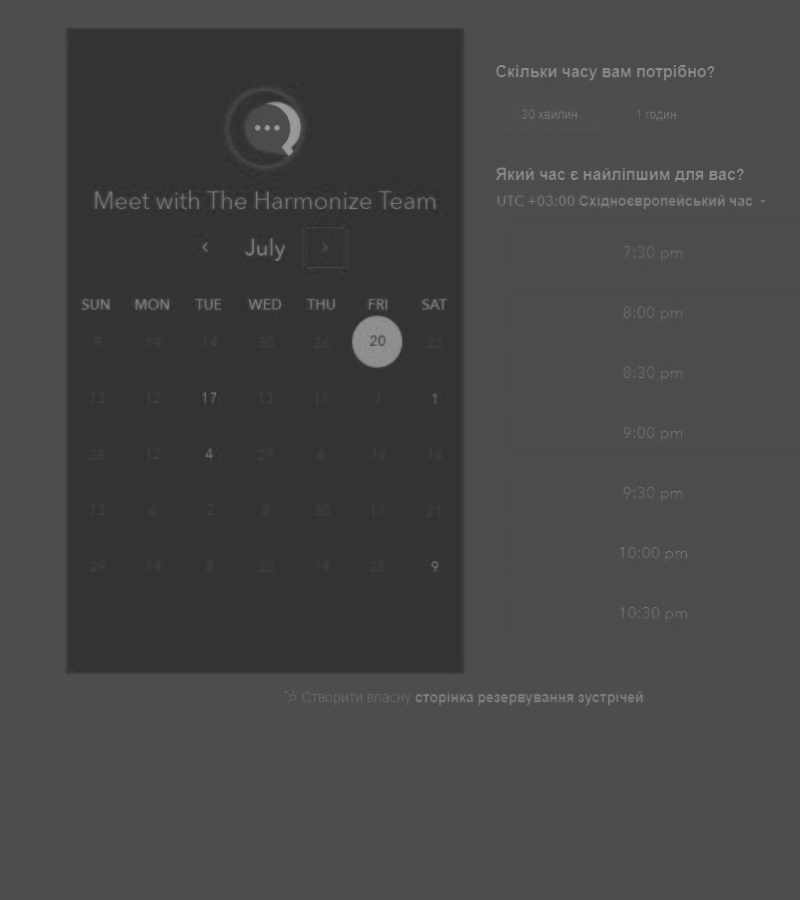 Meet with The Harmonize Team
July
SUN MON TUE WED THU FRI SAT
9 19 14 30 26 20 22
13 12 17 13 11 1
28 12 4 27 6 16 16
13 4 2 8 30 11 21
29 19 8 22 19 28 9
Скільки часу вам потрібно?
30 хвилин 1 годин
Який час є найліпшим для вас?
UTC +03:00 Східноєвропейський час
7:30 pm
8:00 pm
8:30 pm
9:00 pm
9:30 pm
10:00 pm
10:30 pm
Створити власну сторінка резервування зустрічей